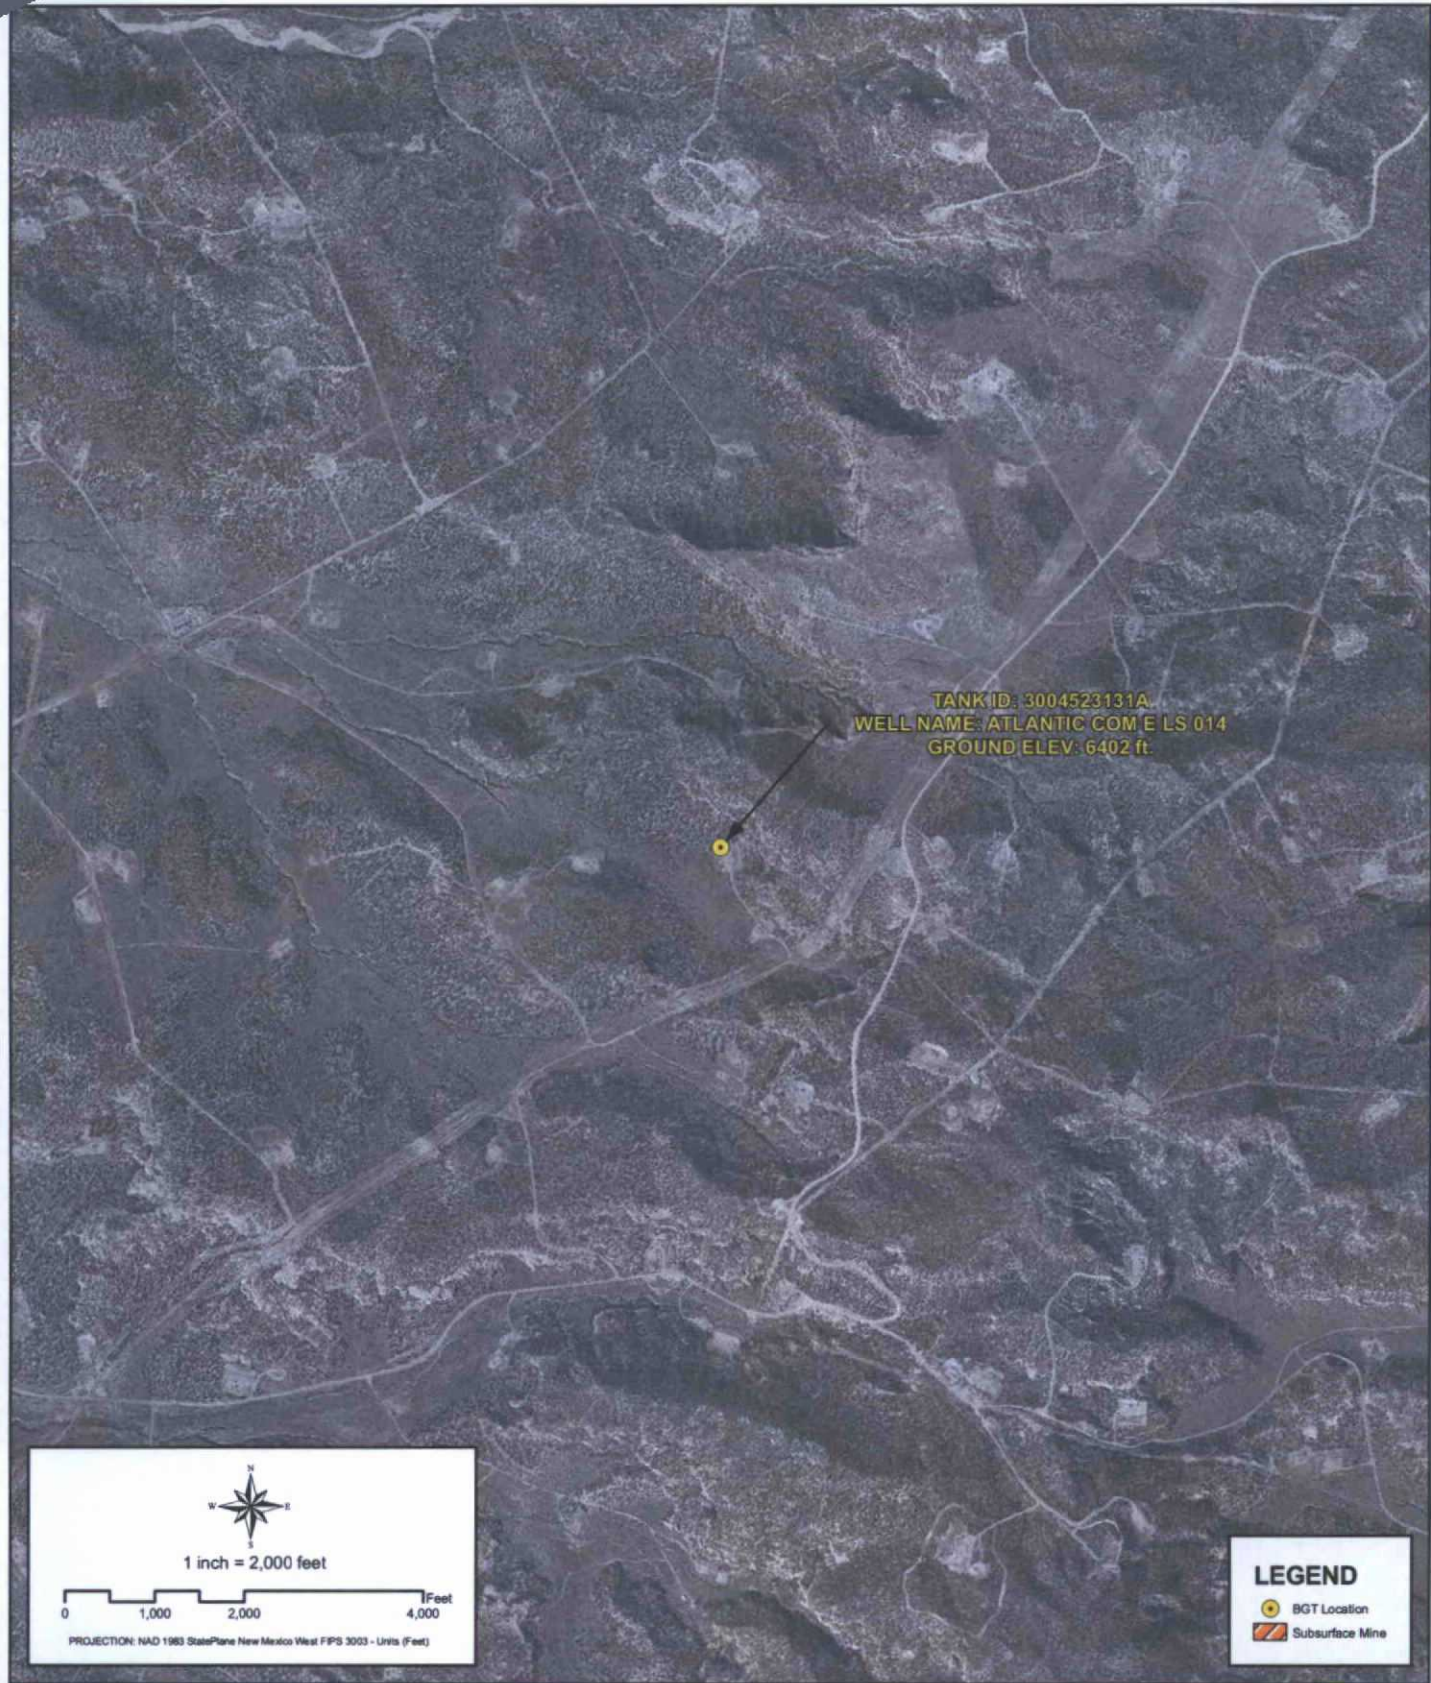 TANK ID: 3004523131A
WELL NAME: ATLANTIC COM E LS 014
GROUND ELEV: 6402 ft.
N
W E
S
1 inch = 2,000 feet
Feet
0 1,000 2,000 4,000
PROJECTION: NAD 1983 StatePlane New Mexico West FIPS 3003 - Units (Feet)
LEGEND
BGT Location
Subsurface Mine